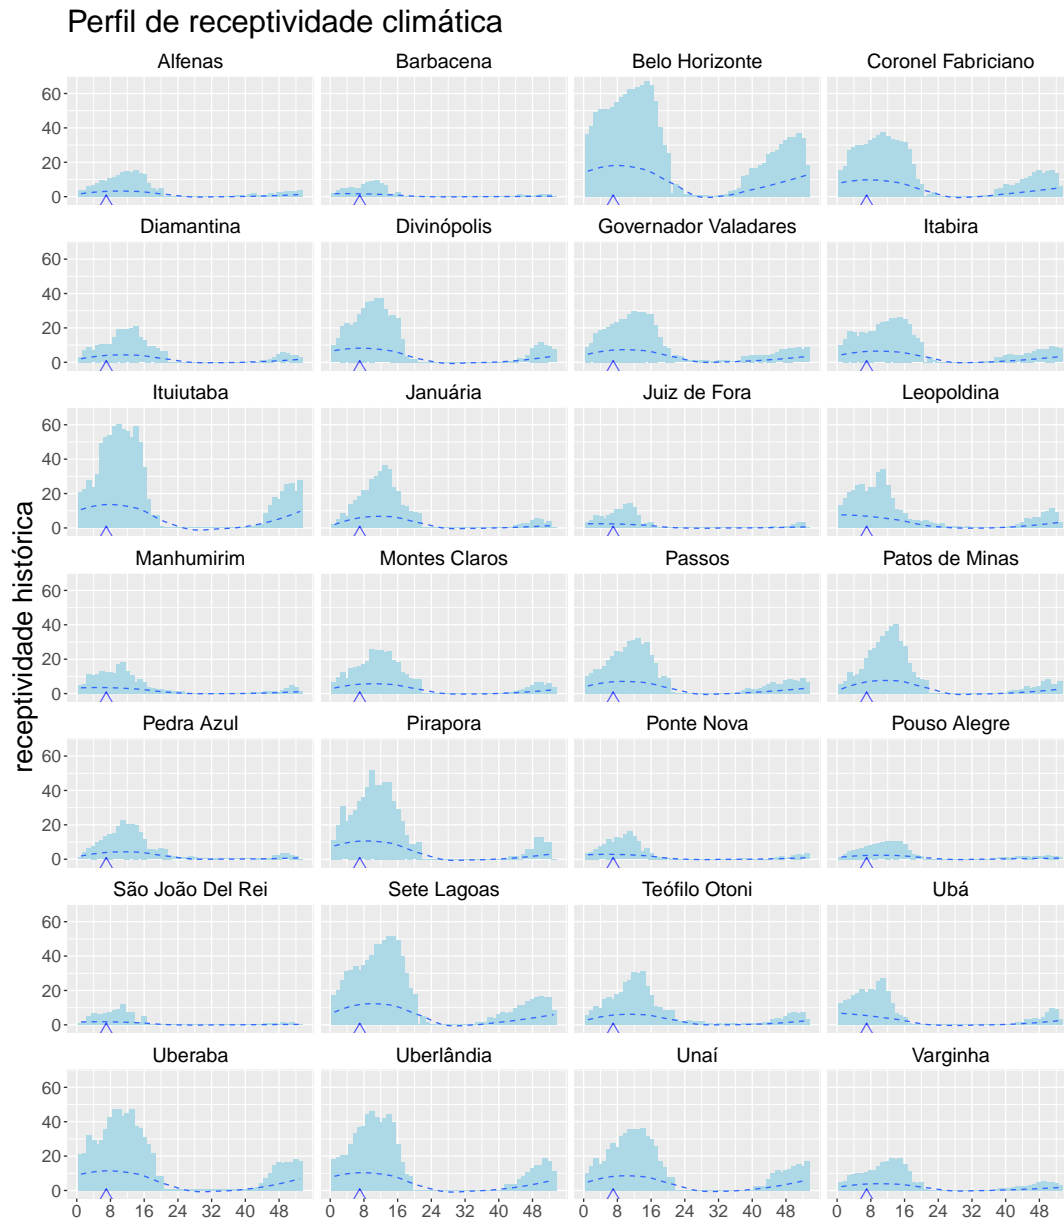 Perfil de receptividade climática
Alfenas Barbacena Belo Horizonte Coronel Fabriciano
60
40
20
0
Diamantina Divinópolis Governador Valadares Itabira
60
40
20
0
Ituiutaba Januária Juiz de Fora Leopoldina
60
40
20
0
receptividade histórica
Manhumirim Montes Claros Passos Patos de Minas
60
40
20
0
Pedra Azul Pirapora Ponte Nova Pouso Alegre
60
40
20
0
São João Del Rei Sete Lagoas Teófilo Otoni Ubá
60
40
20
0
Uberaba Uberlândia Unaí Varginha
60
40
20
0
0 8 16 24 32 40 48 0 8 16 24 32 40 48 0 8 16 24 32 40 48 0 8 16 24 32 40 48